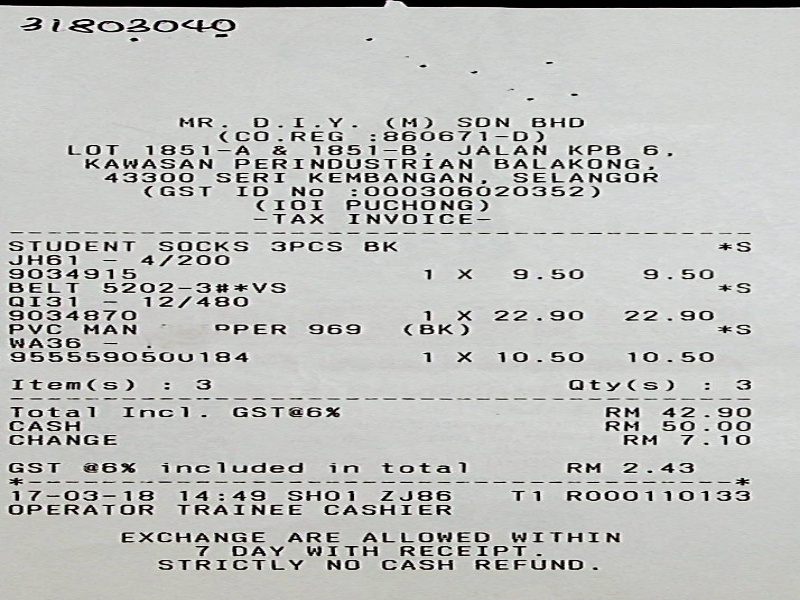 31803040
MR. D.I.Y. (M) SDN BHD
(CO.REG :860671-D)
LOT 1851-A & 1851-B, JALAN KPB 6,
KAWASAN PERINDUSTRIAN BALAKONG,
43300 SERI KEMBANGAN, SELANGOR
(GST ID No :000306020352)
(IOI PUCHONG)
-TAX INVOICE-
STUDENT SOCKS 3PCS BK *S
JH61 - 4/200
9034915 1 X 9.50 9.50
BELT 5202-3#*VS *S
QI31 - 12/480
9034870 1 X 22.90 22.90
PVC MAN 969 (BK) *S
WA36 -
1 X 10.50 10.50
Item(s) : 3 Qty(s) : 3
Total Incl. GST@6% RM 42.90
CASH RM 50.00
CHANGE RM 7.10
GST @6% included in total RM 2.43
17-03-18 14:49 SH01 ZJ86 T1 R000110133
OPERATOR TRAINEE CASHIER
EXCHANGE ARE ALLOWED WITHIN
7 DAY WITH RECEIPT.
STRICTLY NO CASH REFUND.